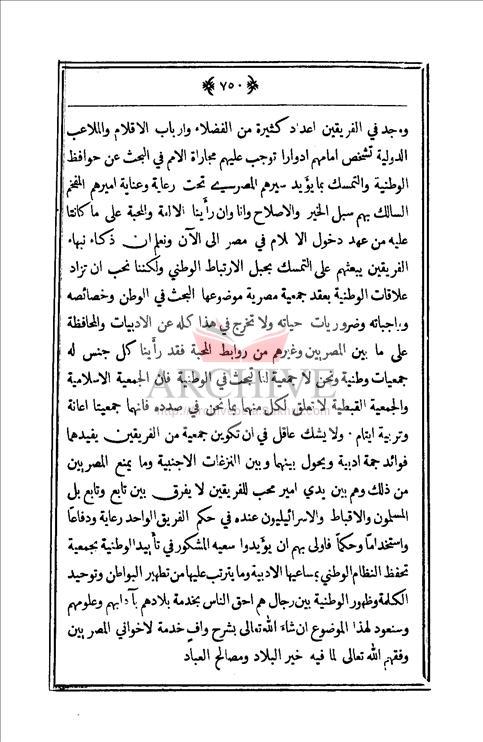 ﴿ ٧٥٠ ﴾
ووجد في الفريقين اعداد كثيرة من الفضلاء وارباب الاقلام والملاعب
الدولية تشخص امامهم ادوارا توجب عليهم مجاراة الامم في البحث عن حوافظ
الوطنية والتمسك بما يؤيد سيرهم المصرسي تحت رعاية وعناية اميرهم المفخم
السالك بهم سبل الخير والاصلاح وانا وان رأينا الالفة والمحبة على ما كانتا
عليه من عهد دخول الاسلام في مصر الى الآن ونعلم ان ذكاء نبهاء
الفريقين يبعثهم على التمسك بحبل الارتباط الوطني ولكننا نحب ان تزاد
علاقات الوطنية بعقد جمعية مصرية موضوعها البحث في الوطن وخصائصه
وواجباته وضروريات حياته ولا تخرج في هذا كله عن الادبيات والمحافظة
على ما بين المصريين وغيرهم من روابط المحبة فقد رأينا كل جنس له
جمعيات وطنية ونحن لا جمعية لنا تبحث في الوطنية فان الجمعية الاسلامية
والجمعية القبطية لا تعلق لكل منهما بما نحن في صدده فانهما جمعيتا اعانة
وتربية ايتام . ولا يشك عاقل في ان تكوين جمعية من الفريقين يفيدهما
فوائد جمة ادبية ويحول بينها وبين النزغات الاجنبية وما يمنع المصريين
من ذلك وهم بين يدي امير محب للفريقين لا يفرق بين تابع وتابع بل
المسلمون والاقباط والاسرائيليون عنده في حكم الفريق الواحد رعاية ودفاعاً
واستخداماً وحكماً فاولى بهم ان يؤيدوا سعيه المشكور في تأييد الوطنية بجمعية
تحفظ النظام الوطني بمساعيها الادبية وما يترتب عليها من تطهير البواطن وتوحيد
الكلمة وظهور الوطنية بين رجال هم احق الناس بخدمة بلادهم بآدابهم وعلومهم
وسنعود لهذا الموضوع ان شاء الله تعالى بشرح وافٍ خدمة لاخواني المصريين
وفقهم الله تعالى لما فيه خير البلاد ومصالح العباد
ARCHIVE